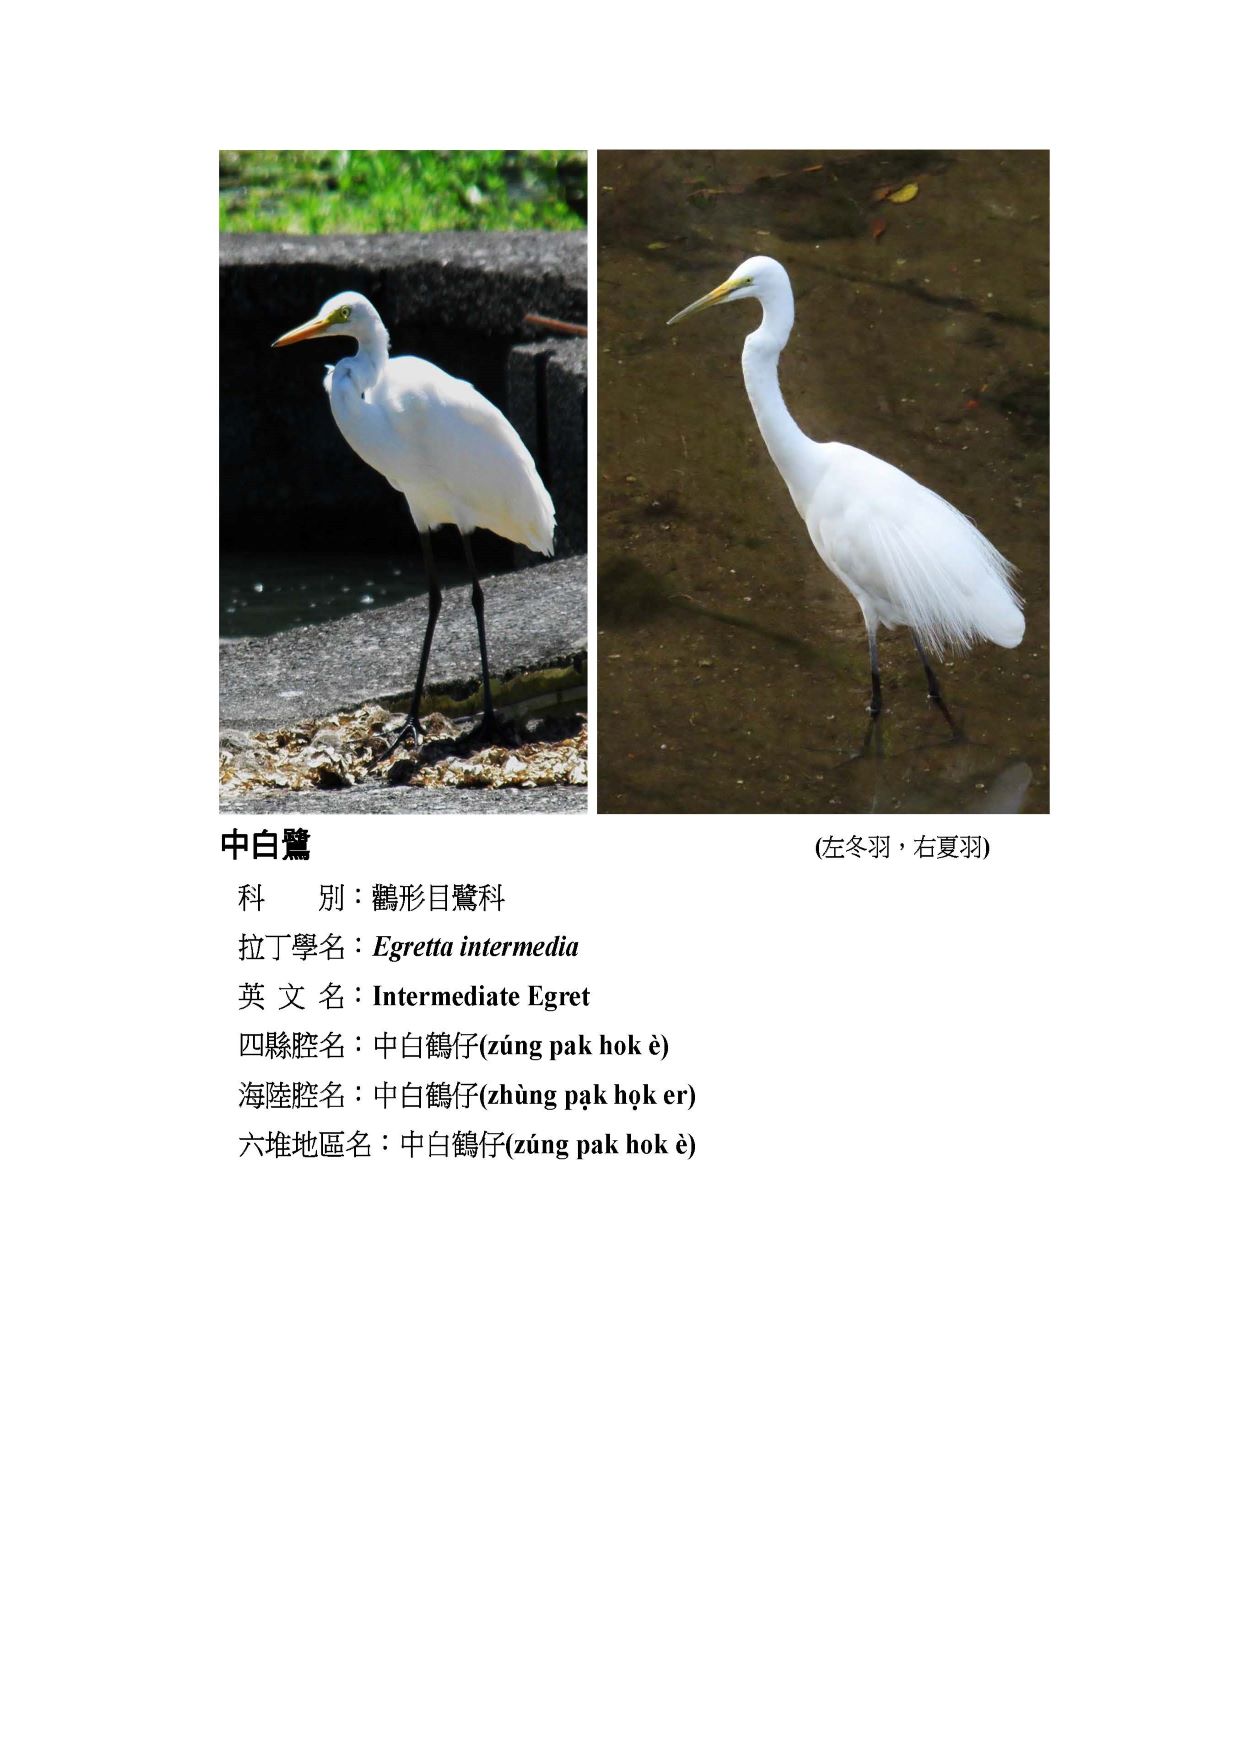 中白鷺 (左冬羽，右夏羽)
科 別：鸛形目鷺科
拉丁學名：Egretta intermedia
英 文 名：Intermediate Egret
四縣腔名：中白鶴仔(zúng pak hok è)
海陸腔名：中白鶴仔(zhùng pa̠k ho̠k er)
六堆地區名：中白鶴仔(zúng pak hok è)